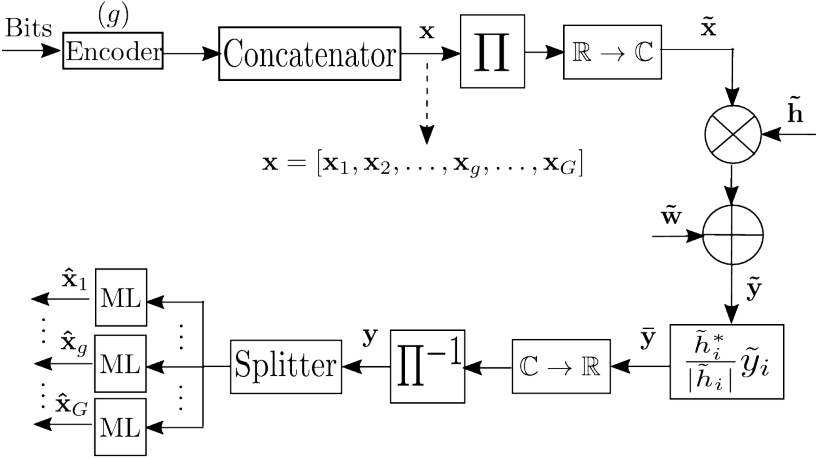 (g)
Bits
Encoder
Concatenator
x
∏
ℝ → ℂ
x̃
h̃
x = [x₁, x₂, . . . , x_g, . . . , x_G]
w̃
ỹ
x̂₁
ML
⋮
⋮
x̂_g
ML
Splitter
y
∏⁻¹
ℂ → ℝ
ȳ
h̃ᵢ* / |h̃ᵢ| ỹᵢ
⋮
⋮
x̂_G
ML